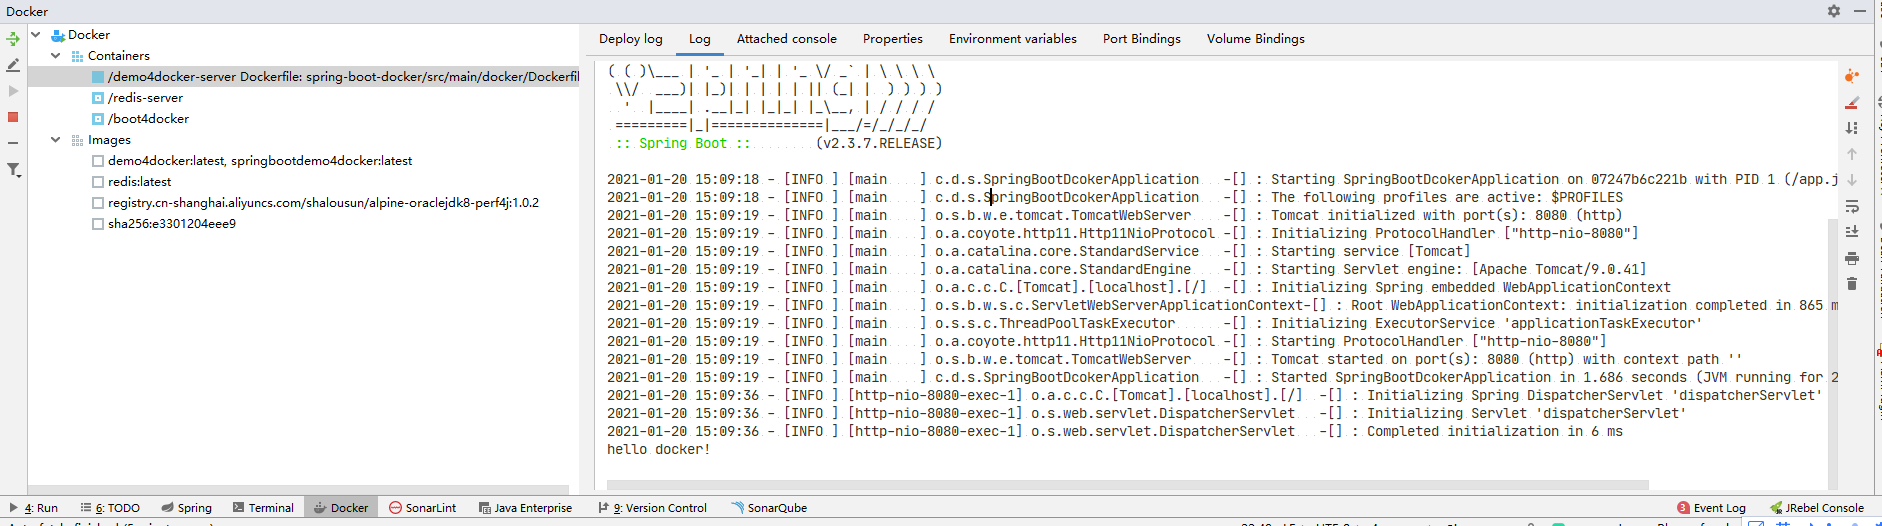 Docker
Docker
Deploy log Log Attached console Properties Environment variables Port Bindings Volume Bindings
Docker
Containers
/demo4docker-server Dockerfile: spring-boot-docker/src/main/docker/Dockerfil
/redis-server
/boot4docker
Images
demo4docker:latest, springbootdemo4docker:latest
redis:latest
registry.cn-shanghai.aliyuncs.com/shalousun/alpine-oraclejdk8-perf4j:1.0.2
sha256:e3301204eee9
( ( )\___ | '_ | '_| | '_ \/ _` | \ \ \ \
\\/  ___)| |_)| | | | | || (_| |  ) ) ) )
'  |____| .__|_| |_|_| |_\__, | / / / /
=========|_|==============|___/=/_/_/_/
:: Spring Boot :: (v2.3.7.RELEASE)
2021-01-20 15:09:18 - [INFO ] [main ] c.d.s.SpringBootDcokerApplication -[] : Starting SpringBootDcokerApplication on 07247b6c221b with PID 1 (/app.j
2021-01-20 15:09:18 - [INFO ] [main ] c.d.s.SpringBootDcokerApplication -[] : The following profiles are active: $PROFILES
2021-01-20 15:09:19 - [INFO ] [main ] o.s.b.w.e.tomcat.TomcatWebServer -[] : Tomcat initialized with port(s): 8080 (http)
2021-01-20 15:09:19 - [INFO ] [main ] o.a.coyote.http11.Http11NioProtocol -[] : Initializing ProtocolHandler ["http-nio-8080"]
2021-01-20 15:09:19 - [INFO ] [main ] o.a.catalina.core.StandardService -[] : Starting service [Tomcat]
2021-01-20 15:09:19 - [INFO ] [main ] o.a.catalina.core.StandardEngine -[] : Starting Servlet engine: [Apache Tomcat/9.0.41]
2021-01-20 15:09:19 - [INFO ] [main ] o.a.c.c.C.[Tomcat].[localhost].[/] -[] : Initializing Spring embedded WebApplicationContext
2021-01-20 15:09:19 - [INFO ] [main ] o.s.b.w.s.c.ServletWebServerApplicationContext-[] : Root WebApplicationContext: initialization completed in 865 m
2021-01-20 15:09:19 - [INFO ] [main ] o.s.s.c.ThreadPoolTaskExecutor -[] : Initializing ExecutorService 'applicationTaskExecutor'
2021-01-20 15:09:19 - [INFO ] [main ] o.a.coyote.http11.Http11NioProtocol -[] : Starting ProtocolHandler ["http-nio-8080"]
2021-01-20 15:09:19 - [INFO ] [main ] o.s.b.w.e.tomcat.TomcatWebServer -[] : Tomcat started on port(s): 8080 (http) with context path ''
2021-01-20 15:09:19 - [INFO ] [main ] c.d.s.SpringBootDcokerApplication -[] : Started SpringBootDcokerApplication in 1.686 seconds (JVM running for 2
2021-01-20 15:09:36 - [INFO ] [http-nio-8080-exec-1] o.a.c.c.C.[Tomcat].[localhost].[/] -[] : Initializing Spring DispatcherServlet 'dispatcherServlet'
2021-01-20 15:09:36 - [INFO ] [http-nio-8080-exec-1] o.s.web.servlet.DispatcherServlet -[] : Initializing Servlet 'dispatcherServlet'
2021-01-20 15:09:36 - [INFO ] [http-nio-8080-exec-1] o.s.web.servlet.DispatcherServlet -[] : Completed initialization in 6 ms
hello docker!
4: Run 6: TODO Spring Terminal Docker SonarLint Java Enterprise 9: Version Control SonarQube 3 Event Log JRebel Console